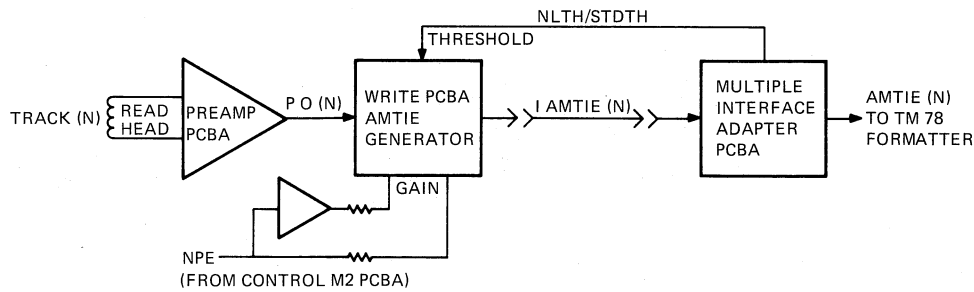 NLTH/STDTH
THRESHOLD
TRACK (N)
READ
HEAD
PREAMP
PCBA
P O (N)
WRITE PCBA
AMTIE
GENERATOR
I AMTIE (N)
MULTIPLE
INTERFACE
ADAPTER
PCBA
AMTIE (N)
TO TM 78
FORMATTER
GAIN
NPE
(FROM CONTROL M2 PCBA)